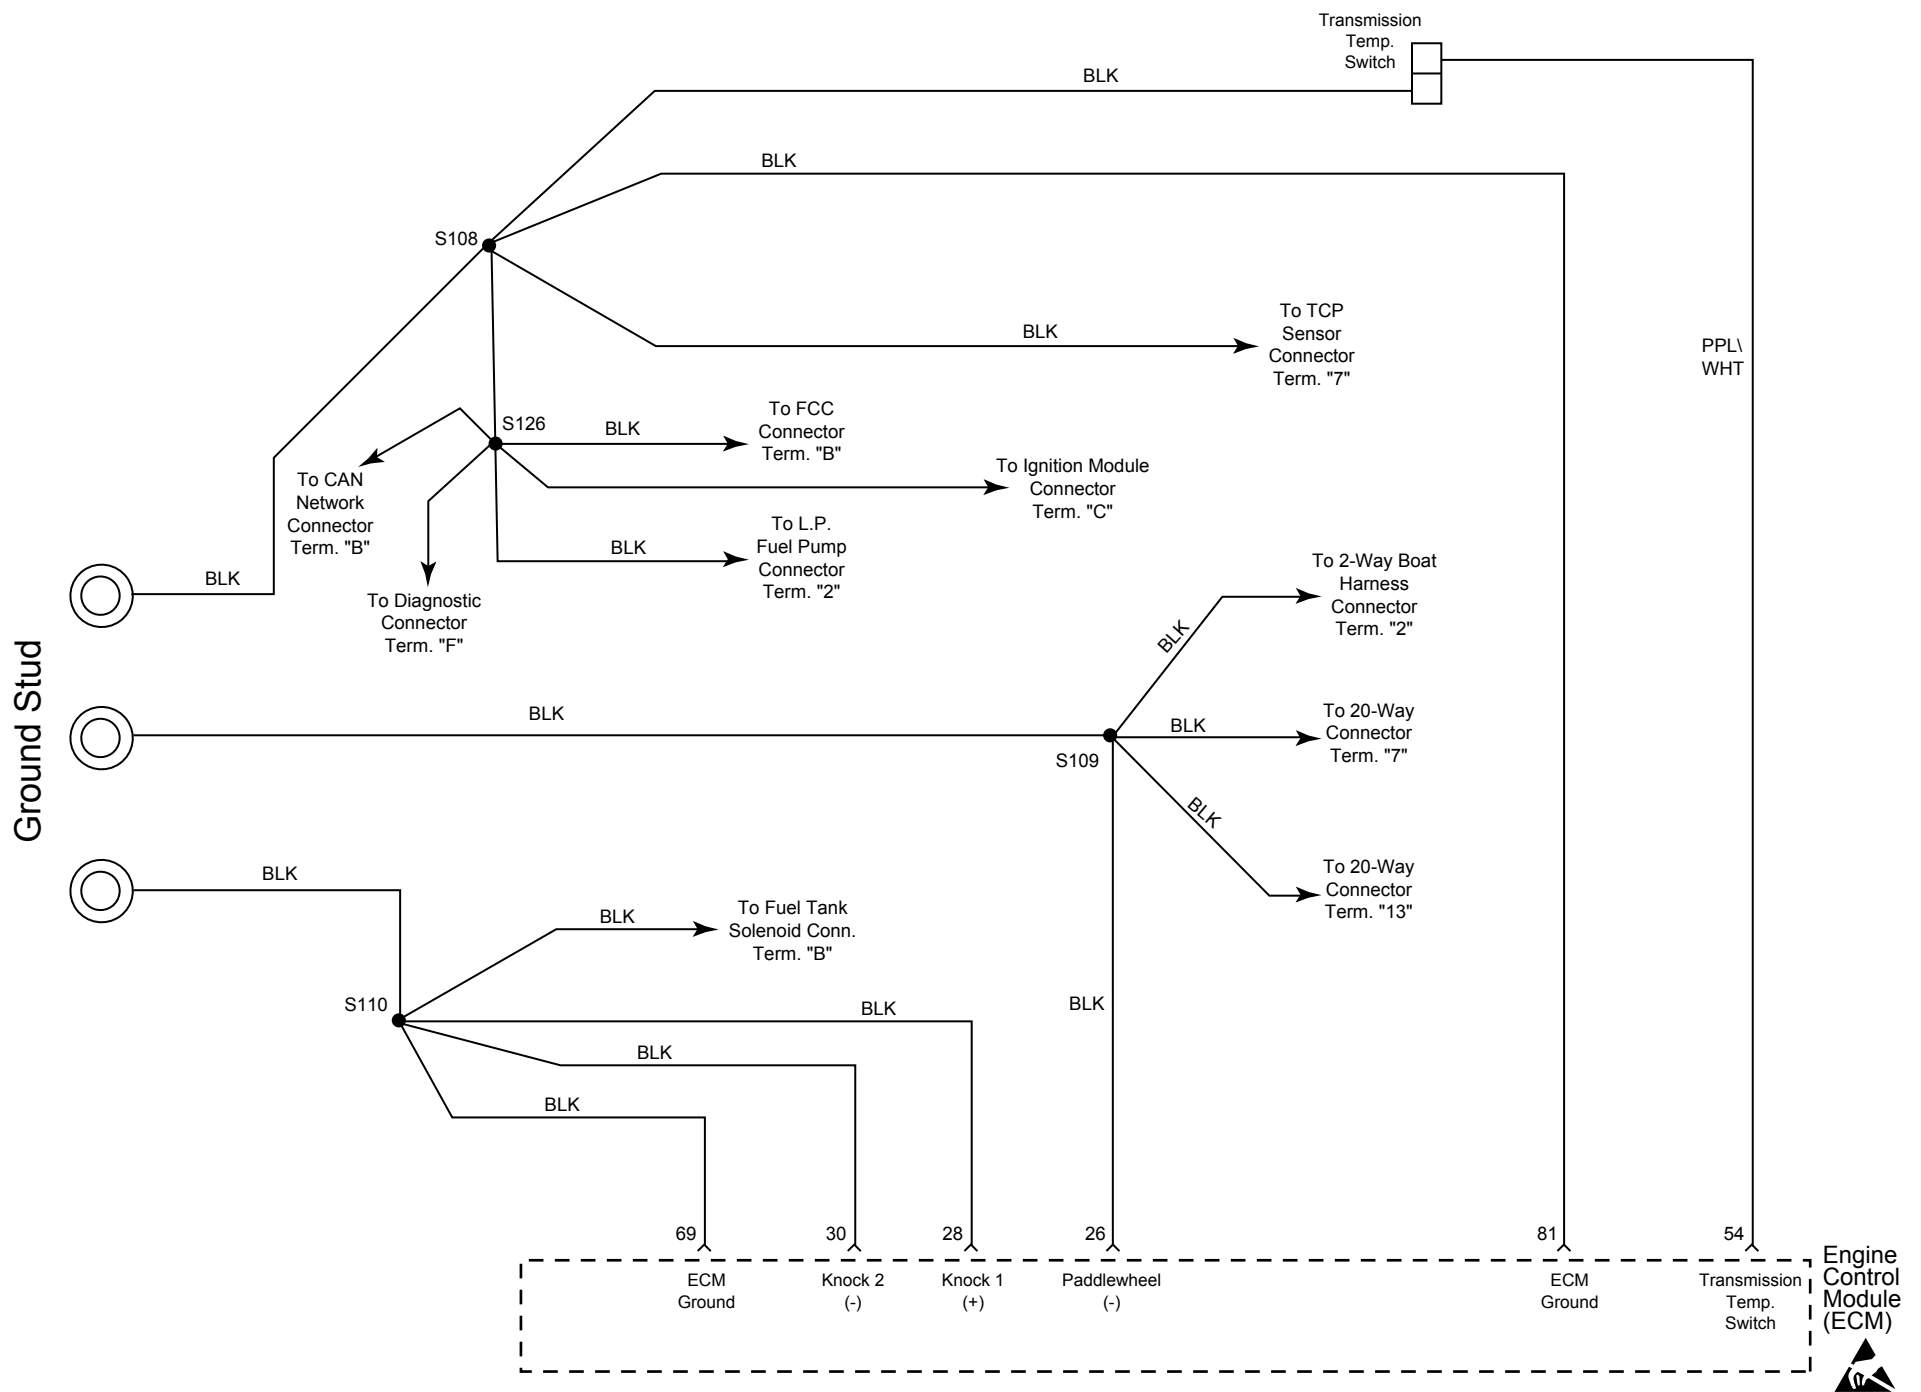 Transmission
Temp.
Switch
BLK
BLK
S108
To TCP
Sensor
Connector
Term. "7"
BLK
PPL\
WHT
To FCC
Connector
Term. "B"
S126
BLK
To Ignition Module
Connector
Term. "C"
To CAN
Network
Connector
Term. "B"
To L.P.
Fuel Pump
Connector
Term. "2"
BLK
To 2-Way Boat
Harness
Connector
Term. "2"
BLK
To Diagnostic
Connector
Term. "F"
BLK
Ground Stud
BLK
To 20-Way
Connector
Term. "7"
BLK
S109
BLK
To 20-Way
Connector
Term. "13"
BLK
To Fuel Tank
Solenoid Conn.
Term. "B"
BLK
S110
BLK
BLK
BLK
BLK
69
30
28
26
81
54
ECM
Ground
Knock 2
(-)
Knock 1
(+)
Paddlewheel
(-)
ECM
Ground
Transmission
Temp.
Switch
Engine
Control
Module
(ECM)